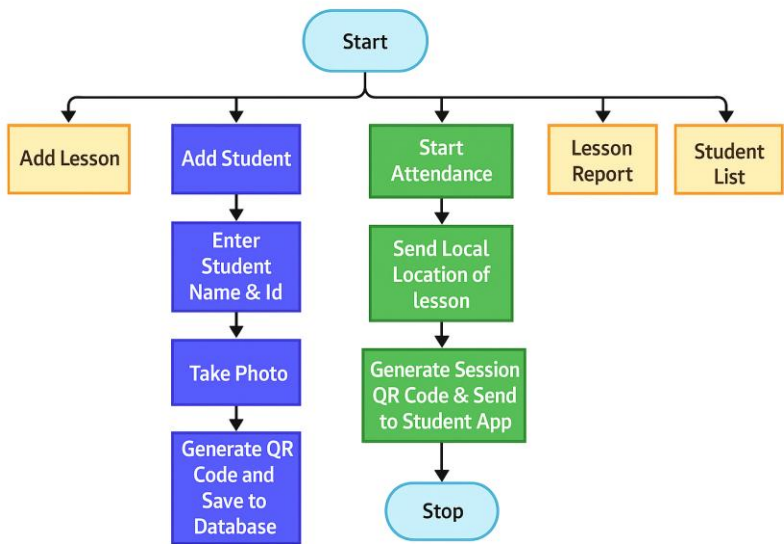 Start
Add Lesson
Add Student
Start
Attendance
Lesson
Report
Student
List
Enter
Student
Name & Id
Send Local
Location of
lesson
Take Photo
Generate Session
QR Code & Send
to Student App
Generate QR
Code and
Save to
Database
Stop